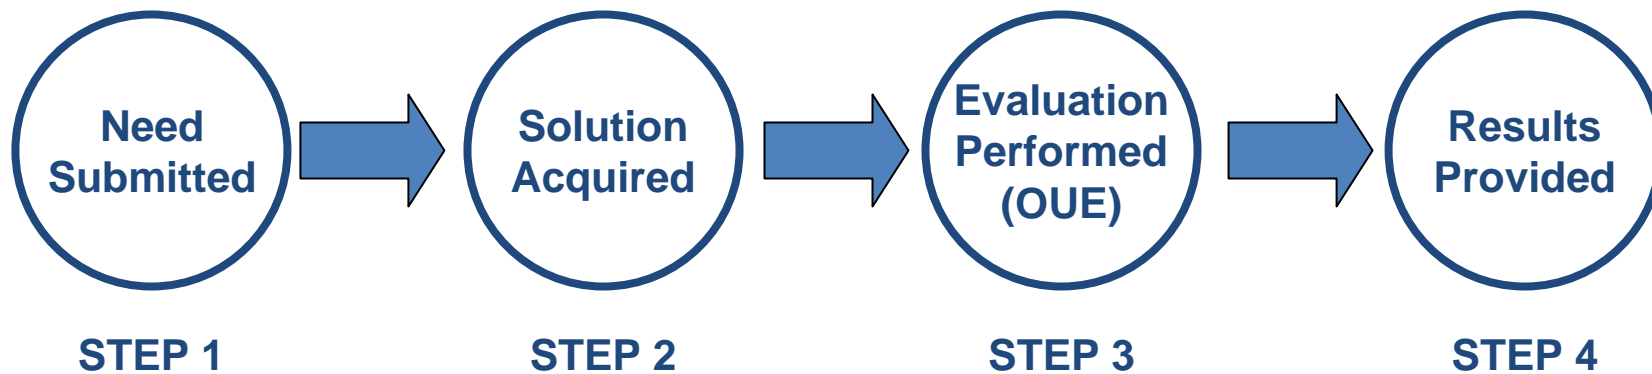 Need
Submitted
Solution
Acquired
Evaluation
Performed
(OUE)
Results
Provided
STEP 1
STEP 2
STEP 3
STEP 4